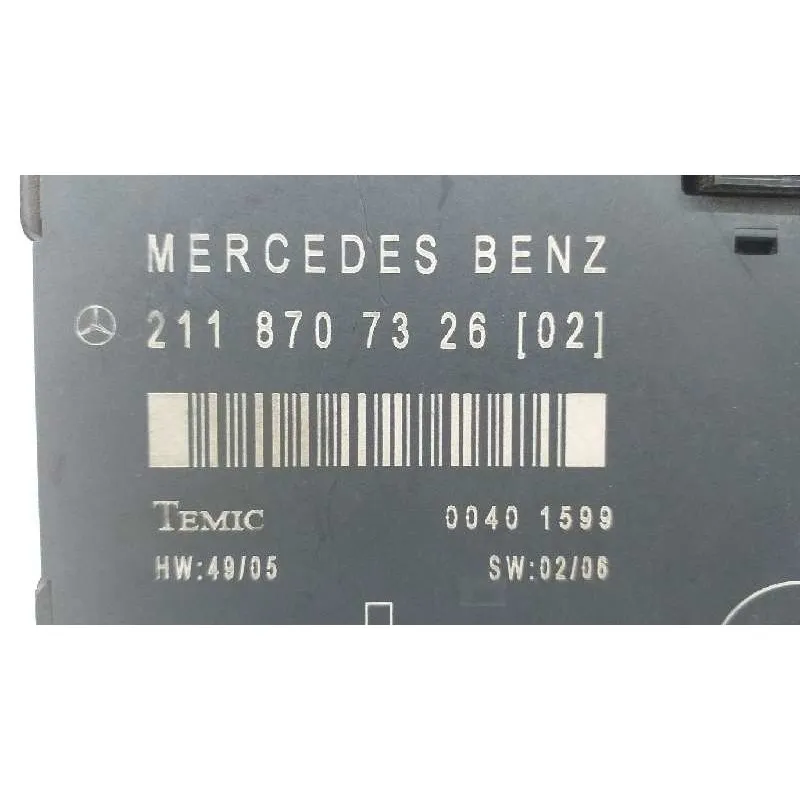 MERCEDES BENZ
211 870 73 26 [02]
TEMIC 0040 1599
HW:49/05 SW:02/06